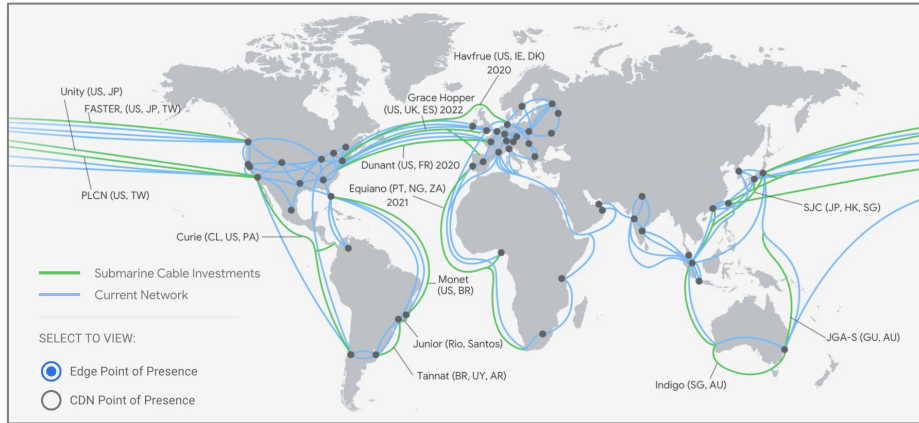 Havfrue (US, IE, DK)
2020
Unity (US, JP)
FASTER, (US, JP, TW)
Grace Hopper
(US, UK, ES) 2022
Dunant (US, FR) 2020
Equiano (PT, NG, ZA)
2021
PLCN (US, TW)
SJC (JP, HK, SG)
Curie (CL, US, PA)
Submarine Cable Investments
Current Network
Monet
(US, BR)
SELECT TO VIEW:
Junior (Rio, Santos)
JGA-S (GU, AU)
Edge Point of Presence
Tannat (BR, UY, AR)
Indigo (SG, AU)
CDN Point of Presence